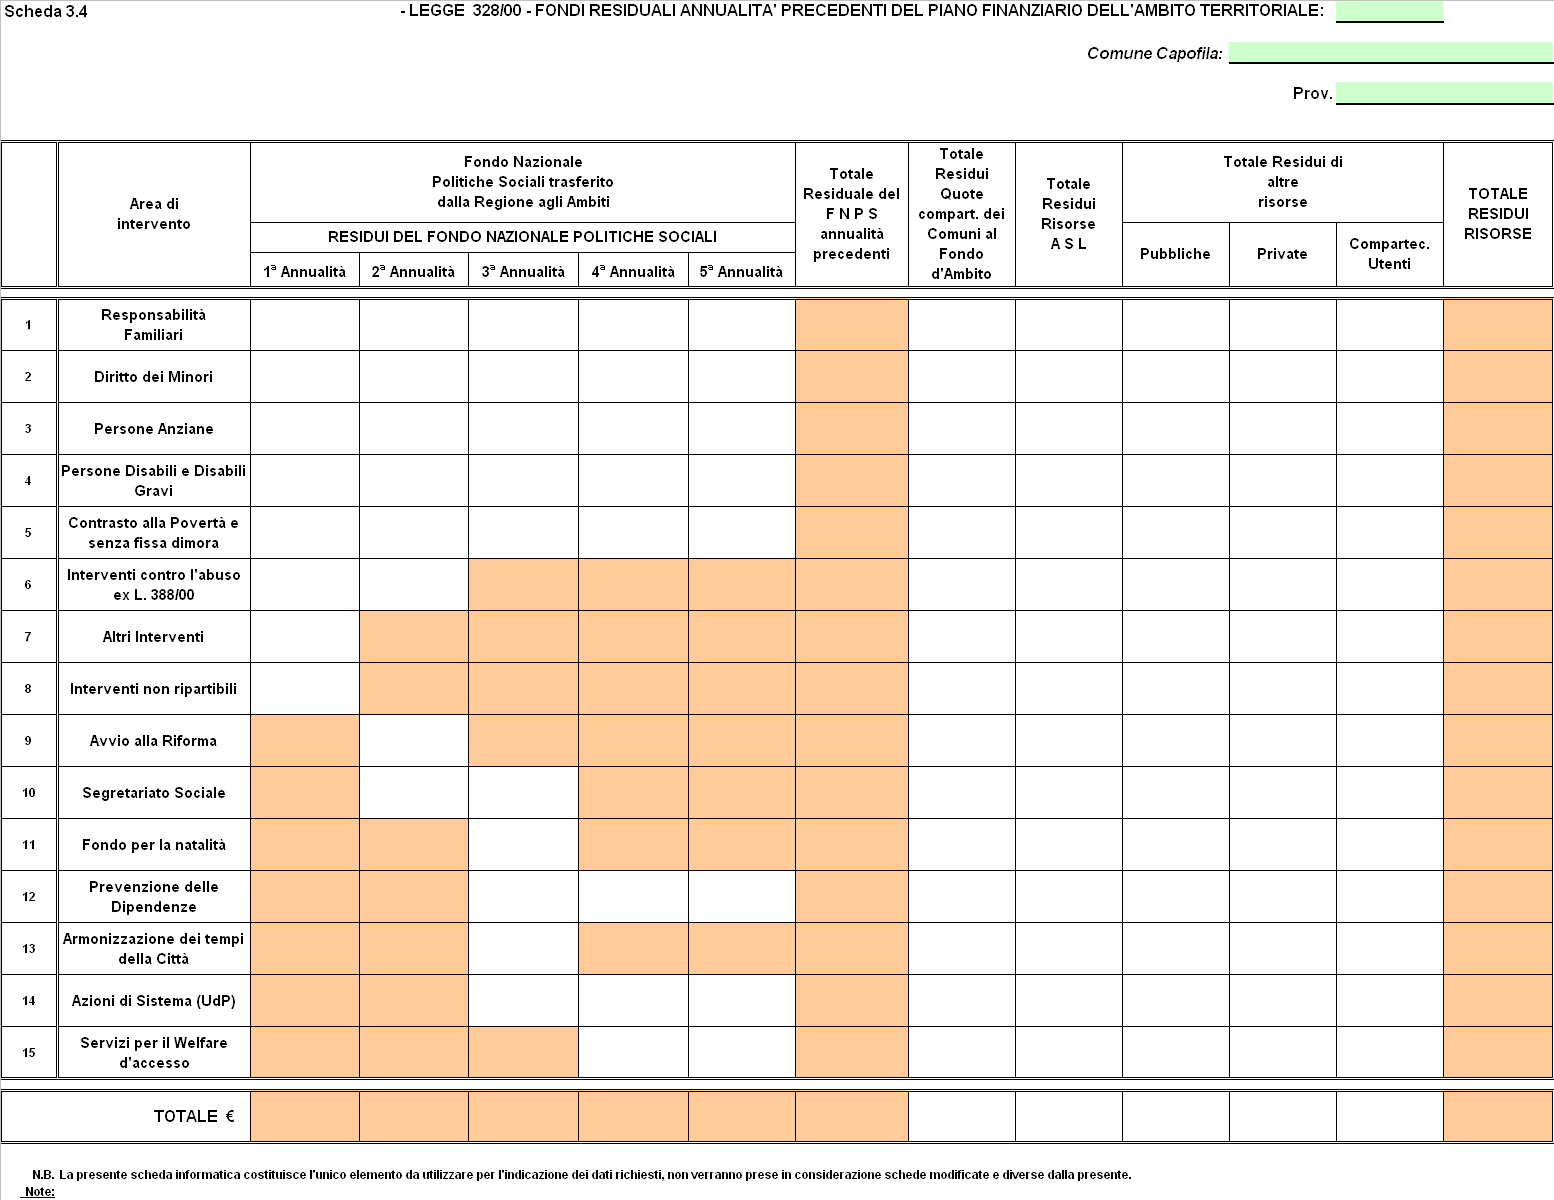 Scheda 3.4
- LEGGE 328/00 - FONDI RESIDUALI ANNUALITA' PRECEDENTI DEL PIANO FINANZIARIO DELL'AMBITO TERRITORIALE:
Comune Capofila:
Prov.
Area di
intervento
Fondo Nazionale
Politiche Sociali trasferito
dalla Regione agli Ambiti
RESIDUI DEL FONDO NAZIONALE POLITICHE SOCIALI
1ª Annualità
2ª Annualità
3ª Annualità
4ª Annualità
5ª Annualità
Totale
Residuale del
F N P S
annualità
precedenti
Totale
Residui
Quote
compart. dei
Comuni al
Fondo
d'Ambito
Totale
Residui
Risorse
A S L
Totale Residui di
altre
risorse
Pubbliche
Private
Compartec.
Utenti
TOTALE
RESIDUI
RISORSE
1
Responsabilità
Familiari
2
Diritto dei Minori
3
Persone Anziane
4
Persone Disabili e Disabili
Gravi
5
Contrasto alla Povertà e
senza fissa dimora
6
Interventi contro l'abuso
ex L. 388/00
7
Altri Interventi
8
Interventi non ripartibili
9
Avvio alla Riforma
10
Segretariato Sociale
11
Fondo per la natalità
12
Prevenzione delle
Dipendenze
13
Armonizzazione dei tempi
della Città
14
Azioni di Sistema (UdP)
15
Servizi per il Welfare
d'accesso
TOTALE €
N.B. La presente scheda informatica costituisce l'unico elemento da utilizzare per l'indicazione dei dati richiesti, non verranno prese in considerazione schede modificate e diverse dalla presente.
Note: